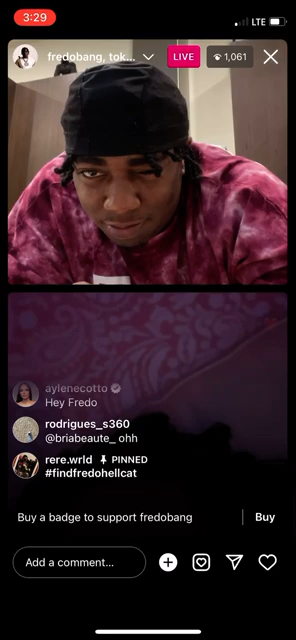 3:29
LTE
fredobang, tok...
LIVE
1,061
aylenecotto
Hey Fredo
rodrigues_s360
@briabeaute_ ohh
rere.wrld PINNED
#findfredohellcat
Buy a badge to support fredobang
Buy
Add a comment...